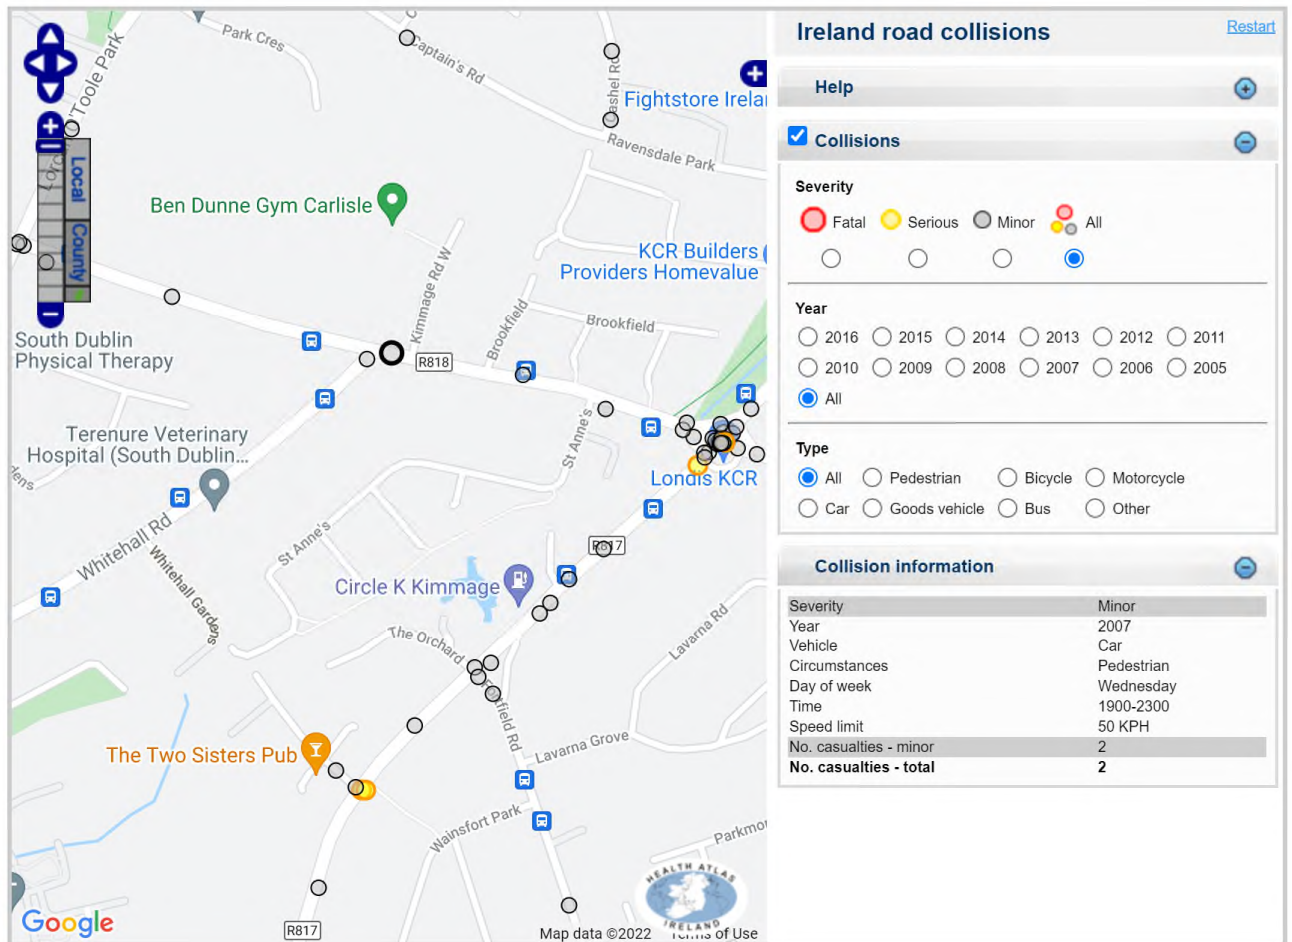 Park Cres
Captain's Rd
Cashel Rd
O'Toole Park
Fightstore Irelan
Ravensdale Park
Local
County
Ben Dunne Gym Carlisle
KCR Builders
Providers Homevalue
Kimmage Rd W
Brookfield
Brookfield
South Dublin
Physical Therapy
R818
St Anne's
Terenure Veterinary
Hospital (South Dublin...
Londis KCR
Whitehall Rd
Whitehall Gardens
St Anne's
R817
Circle K Kimmage
Lavarna Rd
The Orchard
Fortfield Rd
Lavarna Grove
The Two Sisters Pub
Wainsfort Park
HEALTH ATLAS
IRELAND
Google
R817
Map data ©2022
Terms of Use
Ireland road collisions
Restart
Help
Collisions
Severity
Fatal Serious Minor All
Year
2016 2015 2014 2013 2012 2011
2010 2009 2008 2007 2006 2005
All
Type
All Pedestrian Bicycle Motorcycle
Car Goods vehicle Bus Other
Collision information
Severity Minor
Year 2007
Vehicle Car
Circumstances Pedestrian
Day of week Wednesday
Time 1900-2300
Speed limit 50 KPH
No. casualties - minor 2
No. casualties - total 2